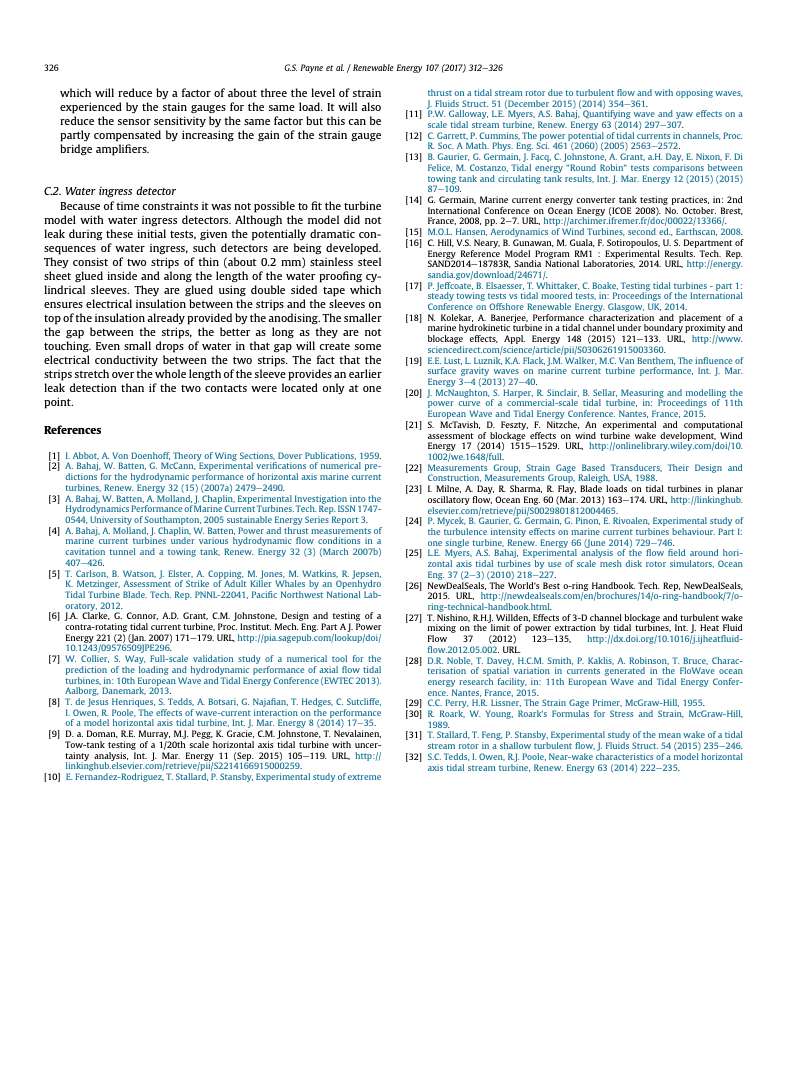 326
G.S. Payne et al. / Renewable Energy 107 (2017) 312−326
which will reduce by a factor of about three the level of strain
experienced by the stain gauges for the same load. It will also
reduce the sensor sensitivity by the same factor but this can be
partly compensated by increasing the gain of the strain gauge
bridge amplifiers.
C.2. Water ingress detector
Because of time constraints it was not possible to fit the turbine
model with water ingress detectors. Although the model did not
leak during these initial tests, given the potentially dramatic con-
sequences of water ingress, such detectors are being developed.
They consist of two strips of thin (about 0.2 mm) stainless steel
sheet glued inside and along the length of the water proofing cy-
lindrical sleeves. They are glued using double sided tape which
ensures electrical insulation between the strips and the sleeves on
top of the insulation already provided by the anodising. The smaller
the gap between the strips, the better as long as they are not
touching. Even small drops of water in that gap will create some
electrical conductivity between the two strips. The fact that the
strips stretch over the whole length of the sleeve provides an earlier
leak detection than if the two contacts were located only at one
point.
References
[1] I. Abbot, A. Von Doenhoff, Theory of Wing Sections, Dover Publications, 1959.
[2] A. Bahaj, W. Batten, G. McCann, Experimental verifications of numerical pre-
dictions for the hydrodynamic performance of horizontal axis marine current
turbines, Renew. Energy 32 (15) (2007a) 2479−2490.
[3] A. Bahaj, W. Batten, A. Molland, J. Chaplin, Experimental Investigation into the
Hydrodynamics Performance of Marine Current Turbines. Tech. Rep. ISSN 1747-
0544, University of Southampton, 2005 sustainable Energy Series Report 3.
[4] A. Bahaj, A. Molland, J. Chaplin, W. Batten, Power and thrust measurements of
marine current turbines under various hydrodynamic flow conditions in a
cavitation tunnel and a towing tank, Renew. Energy 32 (3) (March 2007b)
407−426.
[5] T. Carlson, B. Watson, J. Elster, A. Copping, M. Jones, M. Watkins, R. Jepsen,
K. Metzinger, Assessment of Strike of Adult Killer Whales by an Openhydro
Tidal Turbine Blade. Tech. Rep. PNNL-22041, Pacific Northwest National Lab-
oratory, 2012.
[6] J.A. Clarke, G. Connor, A.D. Grant, C.M. Johnstone, Design and testing of a
contra-rotating tidal current turbine, Proc. Institut. Mech. Eng. Part A J. Power
Energy 221 (2) (Jan. 2007) 171−179. URL, http://pia.sagepub.com/lookup/doi/
10.1243/09576509JPE296.
[7] W. Collier, S. Way, Full-scale validation study of a numerical tool for the
prediction of the loading and hydrodynamic performance of axial flow tidal
turbines, in: 10th European Wave and Tidal Energy Conference (EWTEC 2013).
Aalborg, Danemark, 2013.
[8] T. de Jesus Henriques, S. Tedds, A. Botsari, G. Najafian, T. Hedges, C. Sutcliffe,
I. Owen, R. Poole, The effects of wave-current interaction on the performance
of a model horizontal axis tidal turbine, Int. J. Mar. Energy 8 (2014) 17−35.
[9] D. a. Doman, R.E. Murray, M.J. Pegg, K. Gracie, C.M. Johnstone, T. Nevalainen,
Tow-tank testing of a 1/20th scale horizontal axis tidal turbine with uncer-
tainty analysis, Int. J. Mar. Energy 11 (Sep. 2015) 105−119. URL, http://
linkinghub.elsevier.com/retrieve/pii/S2214166915000259.
[10] E. Fernandez-Rodriguez, T. Stallard, P. Stansby, Experimental study of extreme
thrust on a tidal stream rotor due to turbulent flow and with opposing waves,
J. Fluids Struct. 51 (December 2015) (2014) 354−361.
[11] P.W. Galloway, L.E. Myers, A.S. Bahaj, Quantifying wave and yaw effects on a
scale tidal stream turbine, Renew. Energy 63 (2014) 297−307.
[12] C. Garrett, P. Cummins, The power potential of tidal currents in channels, Proc.
R. Soc. A Math. Phys. Eng. Sci. 461 (2060) (2005) 2563−2572.
[13] B. Gaurier, G. Germain, J. Facq, C. Johnstone, A. Grant, a.H. Day, E. Nixon, F. Di
Felice, M. Costanzo, Tidal energy "Round Robin" tests comparisons between
towing tank and circulating tank results, Int. J. Mar. Energy 12 (2015) (2015)
87−109.
[14] G. Germain, Marine current energy converter tank testing practices, in: 2nd
International Conference on Ocean Energy (ICOE 2008). No. October. Brest,
France, 2008, pp. 2−7. URL, http://archimer.ifremer.fr/doc/00022/13366/.
[15] M.O.L. Hansen, Aerodynamics of Wind Turbines, second ed., Earthscan, 2008.
[16] C. Hill, V.S. Neary, B. Gunawan, M. Guala, F. Sotiropoulos, U. S. Department of
Energy Reference Model Program RM1 : Experimental Results. Tech. Rep.
SAND2014−18783R, Sandia National Laboratories, 2014. URL, http://energy.
sandia.gov/download/24671/.
[17] P. Jeffcoate, B. Elsaesser, T. Whittaker, C. Boake, Testing tidal turbines - part 1:
steady towing tests vs tidal moored tests, in: Proceedings of the International
Conference on Offshore Renewable Energy. Glasgow, UK, 2014.
[18] N. Kolekar, A. Banerjee, Performance characterization and placement of a
marine hydrokinetic turbine in a tidal channel under boundary proximity and
blockage effects, Appl. Energy 148 (2015) 121−133. URL, http://www.
sciencedirect.com/science/article/pii/S0306261915003360.
[19] E.E. Lust, L. Luznik, K.A. Flack, J.M. Walker, M.C. Van Benthem, The influence of
surface gravity waves on marine current turbine performance, Int. J. Mar.
Energy 3−4 (2013) 27−40.
[20] J. McNaughton, S. Harper, R. Sinclair, B. Sellar, Measuring and modelling the
power curve of a commercial-scale tidal turbine, in: Proceedings of 11th
European Wave and Tidal Energy Conference. Nantes, France, 2015.
[21] S. McTavish, D. Feszty, F. Nitzche, An experimental and computational
assessment of blockage effects on wind turbine wake development, Wind
Energy 17 (2014) 1515−1529. URL, http://onlinelibrary.wiley.com/doi/10.
1002/we.1648/full.
[22] Measurements Group, Strain Gage Based Transducers, Their Design and
Construction, Measurements Group, Raleigh, USA, 1988.
[23] I. Milne, A. Day, R. Sharma, R. Flay, Blade loads on tidal turbines in planar
oscillatory flow, Ocean Eng. 60 (Mar. 2013) 163−174. URL, http://linkinghub.
elsevier.com/retrieve/pii/S0029801812004465.
[24] P. Mycek, B. Gaurier, G. Germain, G. Pinon, E. Rivoalen, Experimental study of
the turbulence intensity effects on marine current turbines behaviour. Part I:
one single turbine, Renew. Energy 66 (June 2014) 729−746.
[25] L.E. Myers, A.S. Bahaj, Experimental analysis of the flow field around hori-
zontal axis tidal turbines by use of scale mesh disk rotor simulators, Ocean
Eng. 37 (2−3) (2010) 218−227.
[26] NewDealSeals, The World's Best o-ring Handbook. Tech. Rep, NewDealSeals,
2015. URL, http://newdealseals.com/en/brochures/14/o-ring-handbook/7/o-
ring-technical-handbook.html.
[27] T. Nishino, R.H.J. Willden, Effects of 3-D channel blockage and turbulent wake
mixing on the limit of power extraction by tidal turbines, Int. J. Heat Fluid
Flow 37 (2012) 123−135, http://dx.doi.org/10.1016/j.ijheatfluid-
flow.2012.05.002. URL.
[28] D.R. Noble, T. Davey, H.C.M. Smith, P. Kaklis, A. Robinson, T. Bruce, Charac-
terisation of spatial variation in currents generated in the FloWave ocean
energy research facility, in: 11th European Wave and Tidal Energy Confer-
ence. Nantes, France, 2015.
[29] C.C. Perry, H.R. Lissner, The Strain Gage Primer, McGraw-Hill, 1955.
[30] R. Roark, W. Young, Roark's Formulas for Stress and Strain, McGraw-Hill,
1989.
[31] T. Stallard, T. Feng, P. Stansby, Experimental study of the mean wake of a tidal
stream rotor in a shallow turbulent flow, J. Fluids Struct. 54 (2015) 235−246.
[32] S.C. Tedds, I. Owen, R.J. Poole, Near-wake characteristics of a model horizontal
axis tidal stream turbine, Renew. Energy 63 (2014) 222−235.